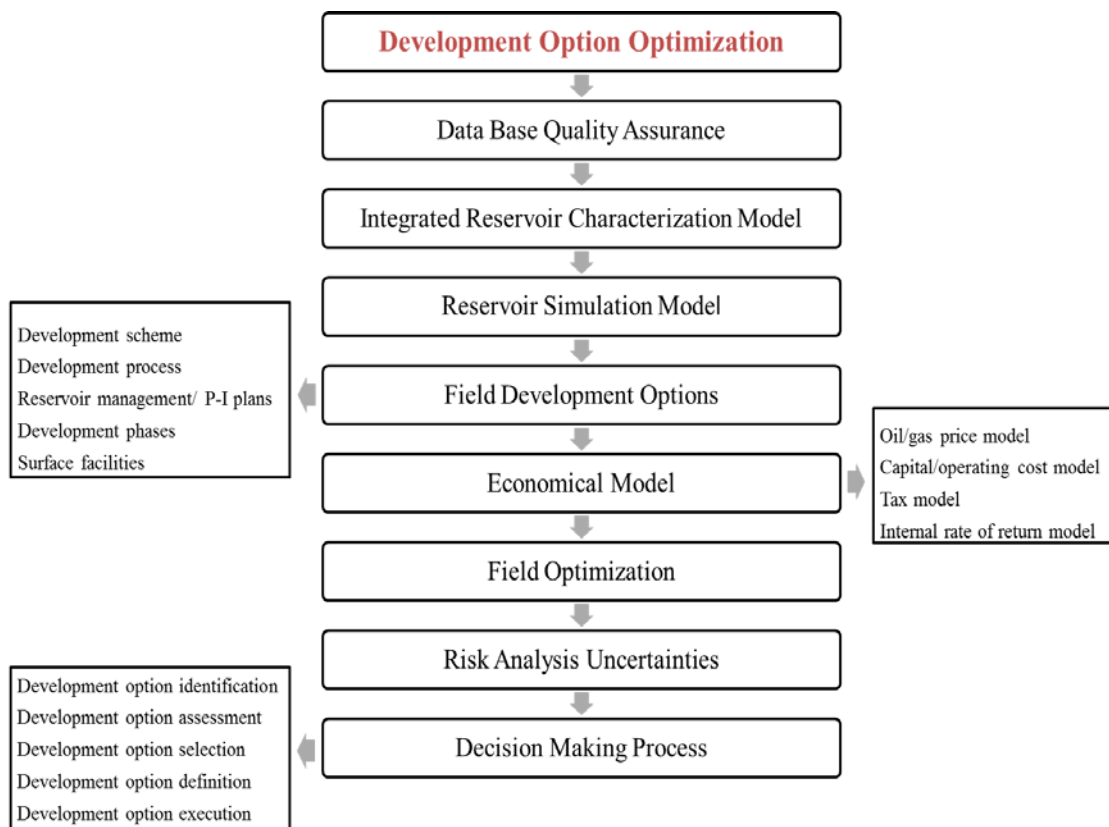 Development Option Optimization
Data Base Quality Assurance
Integrated Reservoir Characterization Model
Reservoir Simulation Model
Development scheme
Development process
Reservoir management/ P-I plans
Development phases
Surface facilities
Field Development Options
Economical Model
Oil/gas price model
Capital/operating cost model
Tax model
Internal rate of return model
Field Optimization
Risk Analysis Uncertainties
Development option identification
Development option assessment
Development option selection
Development option definition
Development option execution
Decision Making Process